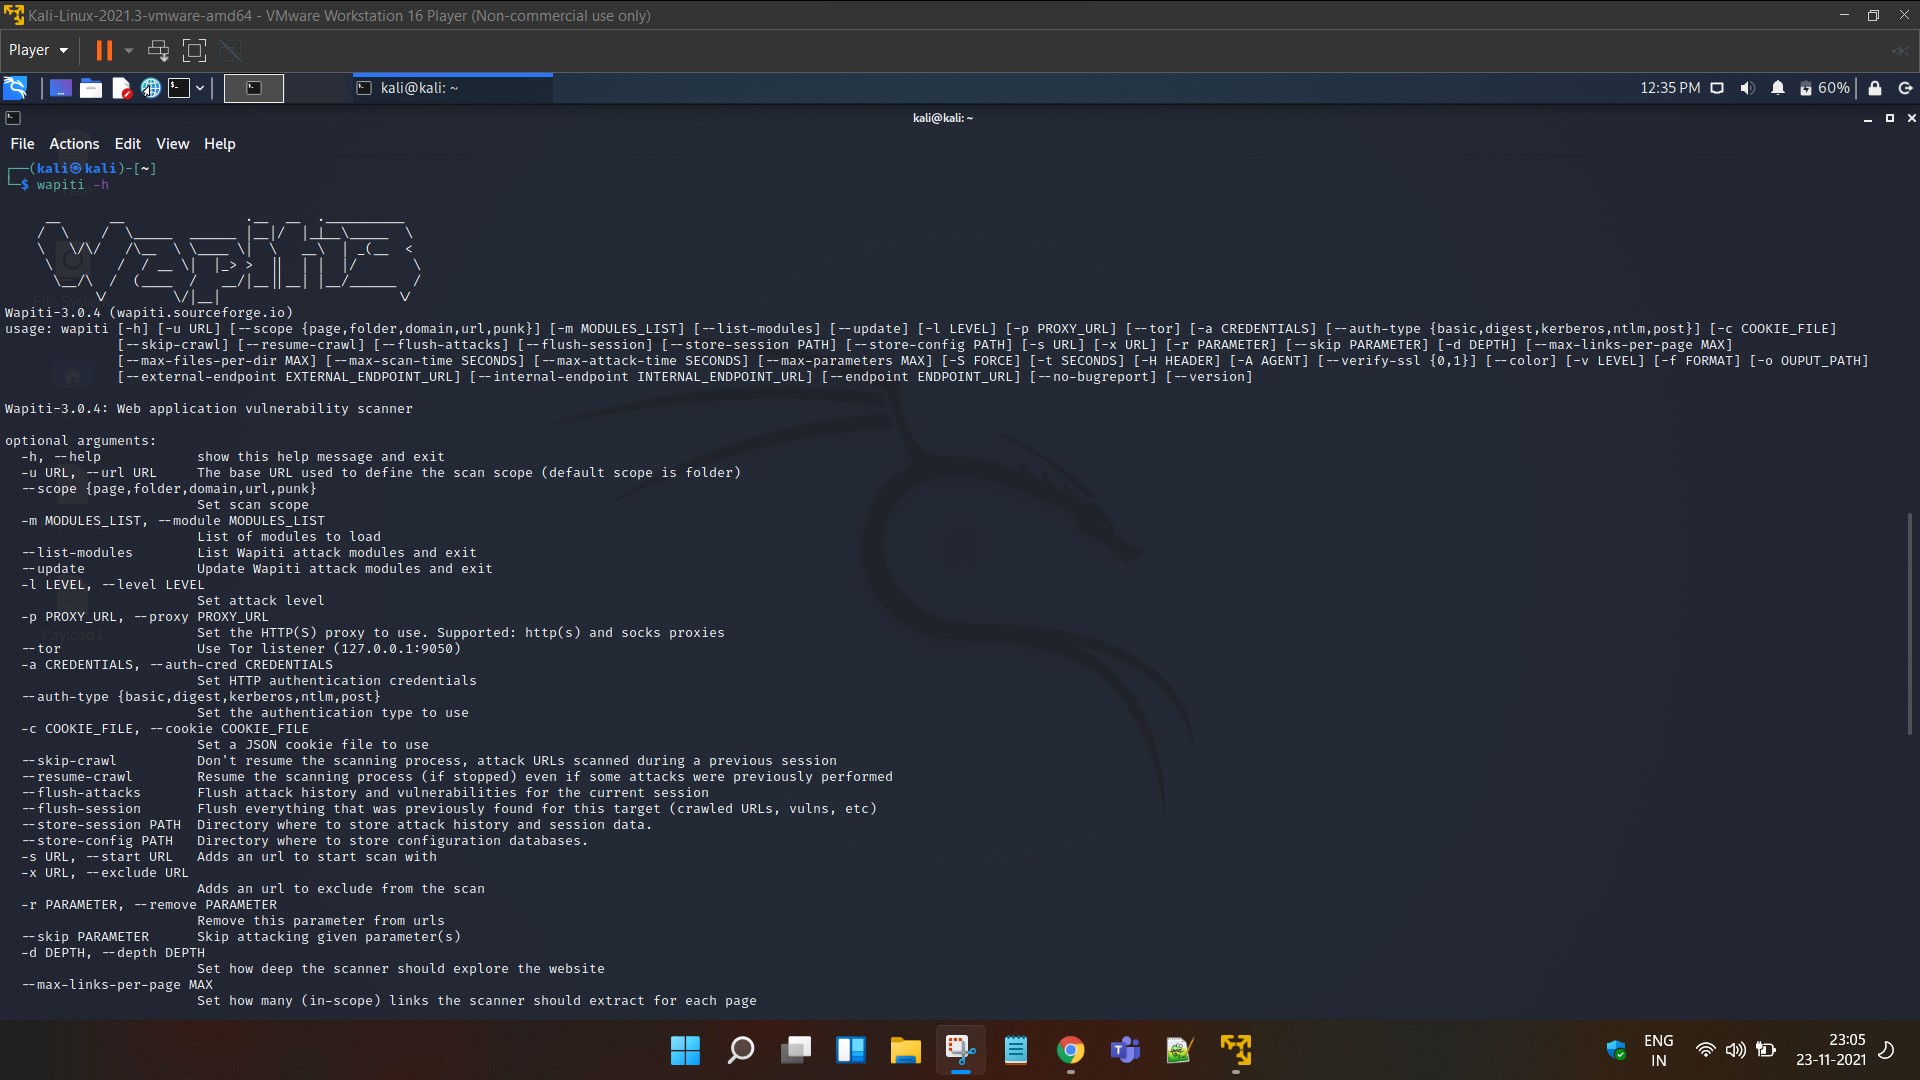 Kali-Linux-2021.3-vmware-amd64 - VMware Workstation 16 Player (Non-commercial use only)
Player
kali@kali: ~
12:35 PM
60%
kali@kali: ~
File Actions Edit View Help
┌──(kali㉿kali)-[~]
└─$ wapiti -h
Wapiti3
Wapiti-3.0.4 (wapiti.sourceforge.io)
usage: wapiti [-h] [-u URL] [--scope {page,folder,domain,url,punk}] [-m MODULES_LIST] [--list-modules] [--update] [-l LEVEL] [-p PROXY_URL] [--tor] [-a CREDENTIALS] [--auth-type {basic,digest,kerberos,ntlm,post}] [-c COOKIE_FILE]
[--skip-crawl] [--resume-crawl] [--flush-attacks] [--flush-session] [--store-session PATH] [--store-config PATH] [-s URL] [-x URL] [-r PARAMETER] [--skip PARAMETER] [-d DEPTH] [--max-links-per-page MAX]
[--max-files-per-dir MAX] [--max-scan-time SECONDS] [--max-attack-time SECONDS] [--max-parameters MAX] [-S FORCE] [-t SECONDS] [-H HEADER] [-A AGENT] [--verify-ssl {0,1}] [--color] [-v LEVEL] [-f FORMAT] [-o OUPUT_PATH]
[--external-endpoint EXTERNAL_ENDPOINT_URL] [--internal-endpoint INTERNAL_ENDPOINT_URL] [--endpoint ENDPOINT_URL] [--no-bugreport] [--version]
Wapiti-3.0.4: Web application vulnerability scanner
optional arguments:
-h, --help show this help message and exit
-u URL, --url URL The base URL used to define the scan scope (default scope is folder)
--scope {page,folder,domain,url,punk}
Set scan scope
-m MODULES_LIST, --module MODULES_LIST
List of modules to load
--list-modules List Wapiti attack modules and exit
--update Update Wapiti attack modules and exit
-l LEVEL, --level LEVEL
Set attack level
-p PROXY_URL, --proxy PROXY_URL
Set the HTTP(S) proxy to use. Supported: http(s) and socks proxies
--tor Use Tor listener (127.0.0.1:9050)
-a CREDENTIALS, --auth-cred CREDENTIALS
Set HTTP authentication credentials
--auth-type {basic,digest,kerberos,ntlm,post}
Set the authentication type to use
-c COOKIE_FILE, --cookie COOKIE_FILE
Set a JSON cookie file to use
--skip-crawl Don't resume the scanning process, attack URLs scanned during a previous session
--resume-crawl Resume the scanning process (if stopped) even if some attacks were previously performed
--flush-attacks Flush attack history and vulnerabilities for the current session
--flush-session Flush everything that was previously found for this target (crawled URLs, vulns, etc)
--store-session PATH Directory where to store attack history and session data.
--store-config PATH Directory where to store configuration databases.
-s URL, --start URL Adds an url to start scan with
-x URL, --exclude URL
Adds an url to exclude from the scan
-r PARAMETER, --remove PARAMETER
Remove this parameter from urls
--skip PARAMETER Skip attacking given parameter(s)
-d DEPTH, --depth DEPTH
Set how deep the scanner should explore the website
--max-links-per-page MAX
Set how many (in-scope) links the scanner should extract for each page
ENG
IN
23:05
23-11-2021